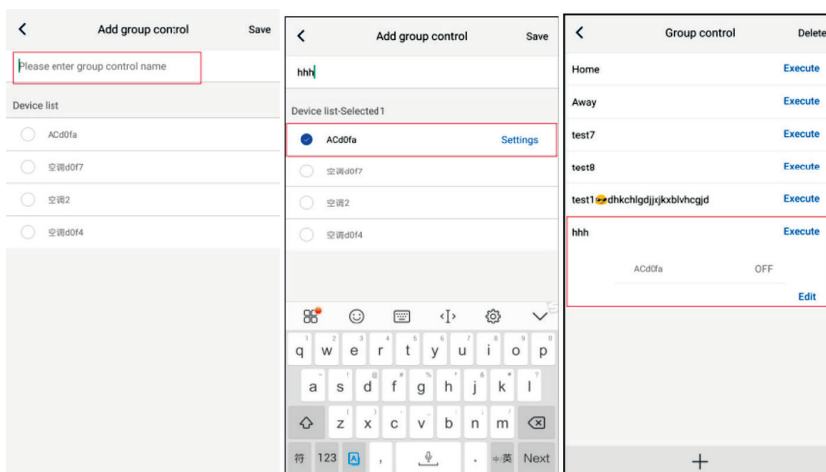 Add group control
Save
Please enter group control name
Device list
ACd0fa
空调d0f7
空调2
空调d0f4
Add group control
Save
hhh
Device list-Selected 1
ACd0fa
Settings
空调d0f7
空调2
空调d0f4
q w e r t y u i o p
a s d f g h j k l
z x c v b n m
符 123 , . 中/英 Next
Group control
Delete
Home
Execute
Away
Execute
test7
Execute
test8
Execute
Execute
hhh
Execute
ACd0fa
OFF
Edit